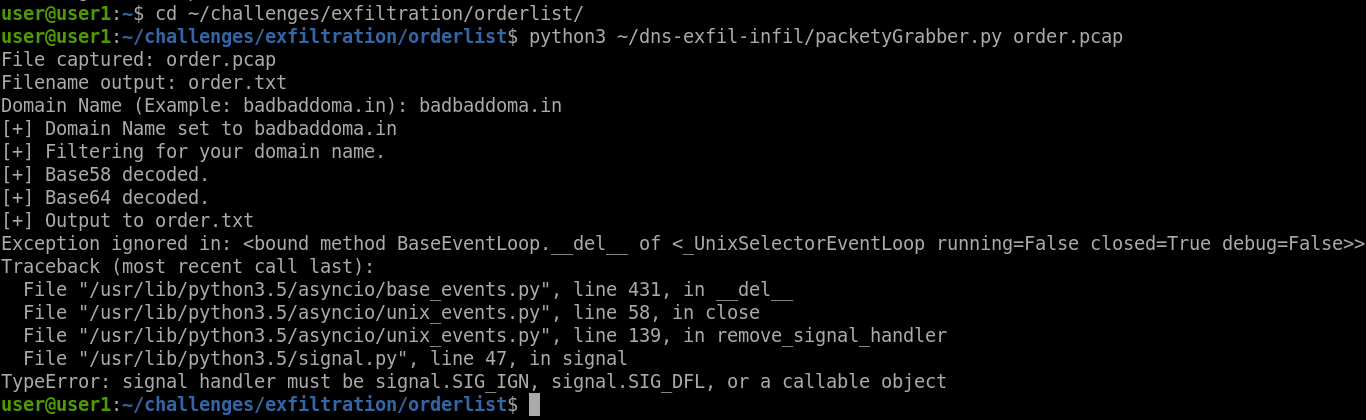 user@user1:~$ cd ~/challenges/exfiltration/orderlist/
user@user1:~/challenges/exfiltration/orderlist$ python3 ~/dns-exfil-infil/packetyGrabber.py order.pcap
File captured: order.pcap
Filename output: order.txt
Domain Name (Example: badbaddoma.in): badbaddoma.in
[+] Domain Name set to badbaddoma.in
[+] Filtering for your domain name.
[+] Base58 decoded.
[+] Base64 decoded.
[+] Output to order.txt
Exception ignored in: <bound method BaseEventLoop.__del__ of <_UnixSelectorEventLoop running=False closed=True debug=False>>
Traceback (most recent call last):
  File "/usr/lib/python3.5/asyncio/base_events.py", line 431, in __del__
  File "/usr/lib/python3.5/asyncio/unix_events.py", line 58, in close
  File "/usr/lib/python3.5/asyncio/unix_events.py", line 139, in remove_signal_handler
  File "/usr/lib/python3.5/signal.py", line 47, in signal
TypeError: signal handler must be signal.SIG_IGN, signal.SIG_DFL, or a callable object
user@user1:~/challenges/exfiltration/orderlist$